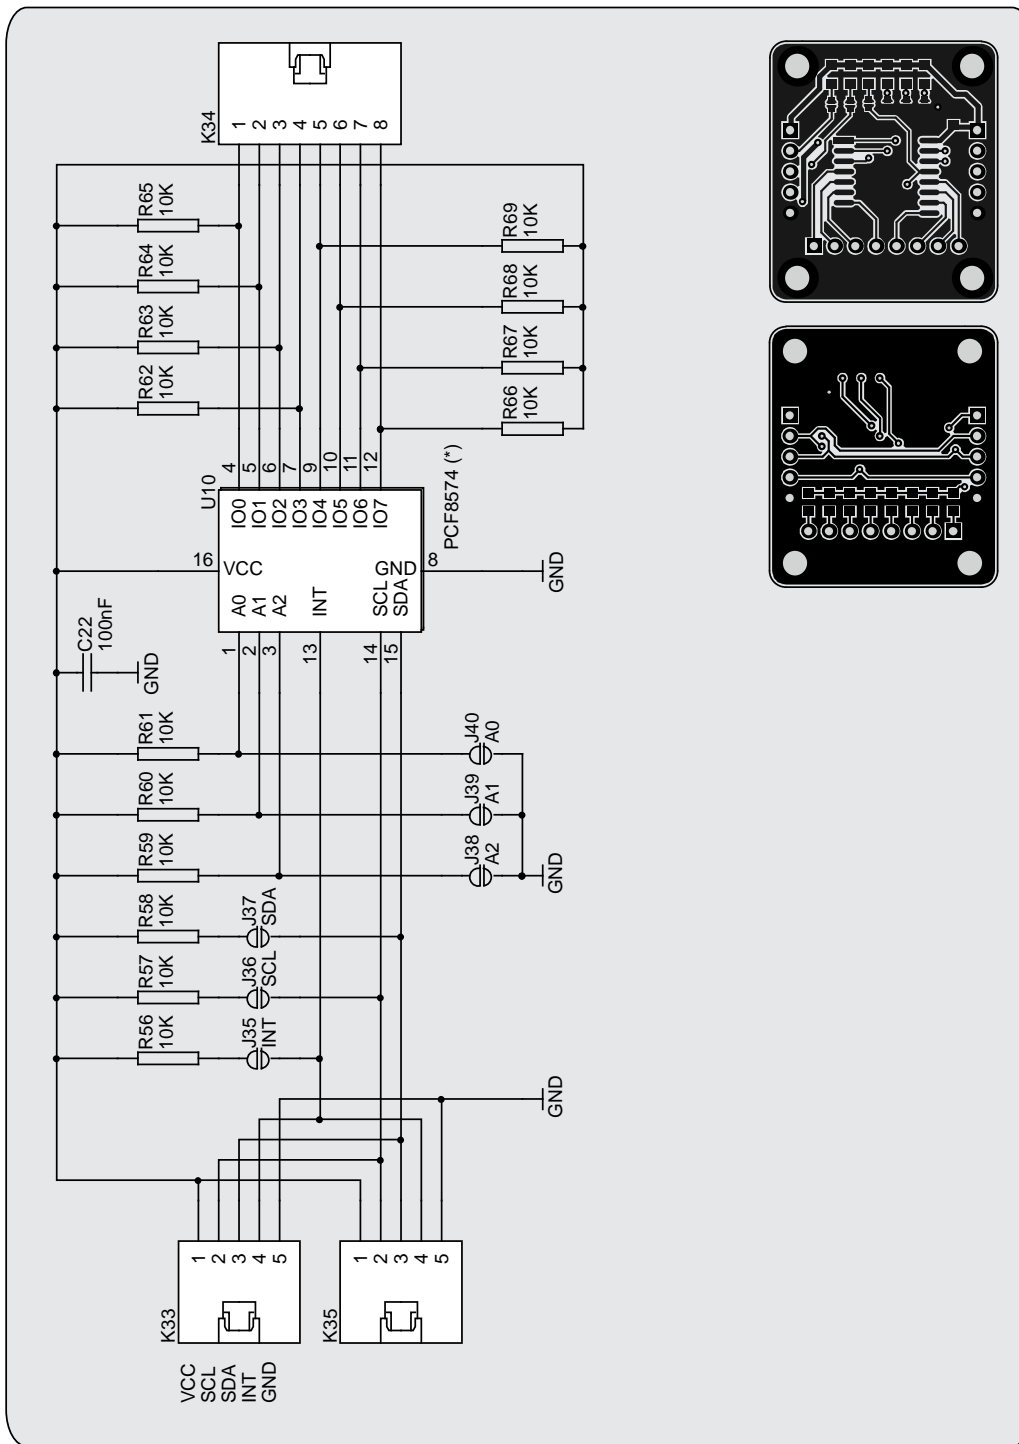 K34
1
2
3
4
5
6
7
8
R65
10K
R64
10K
R63
10K
R62
10K
R69
10K
R68
10K
R67
10K
R66
10K
U10
4
5
6
7
9
10
11
12
IO0
IO1
IO2
IO3
IO4
IO5
IO6
IO7
PCF8574 (*)
16
VCC
GND
8
GND
A0
A1
A2
INT
SCL
SDA
1
2
3
13
14
15
C22
100nF
GND
R61
10K
R60
10K
R59
10K
R58
10K
R57
10K
R56
10K
J40
A0
J39
A1
J38
A2
GND
J37
SDA
J36
SCL
J35
INT
GND
K33
1
2
3
4
5
K35
1
2
3
4
5
VCC
SCL
SDA
INT
GND